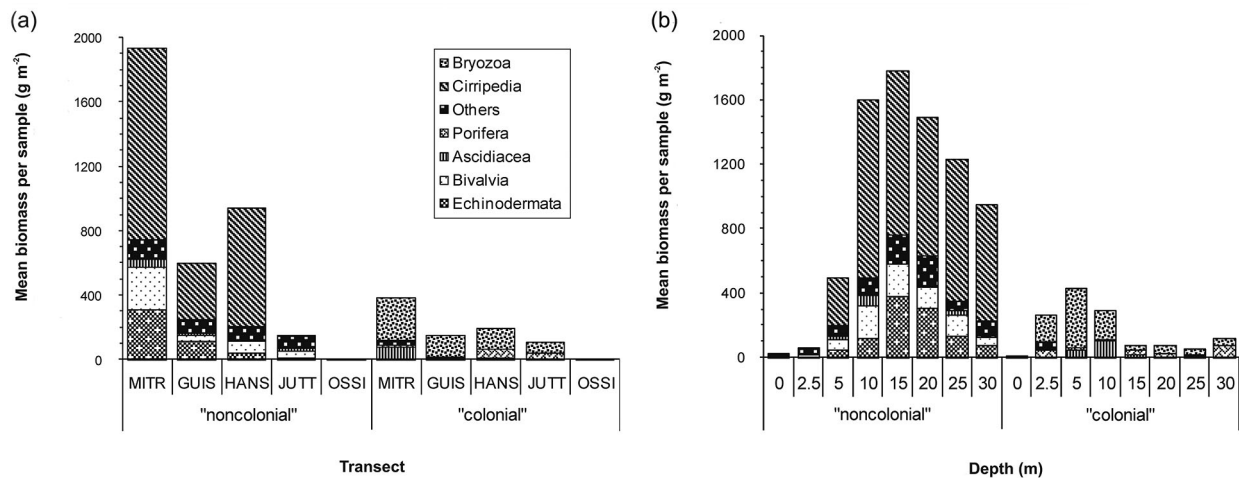 (a)
Mean biomass per sample (g m-2)
2000
1600
1200
800
400
0
Bryozoa
Cirripedia
Others
Porifera
Ascidiacea
Bivalvia
Echinodermata
MITR GUIS HANS JUTT OSSI MITR GUIS HANS JUTT OSSI
"noncolonial" "colonial"
Transect
(b)
Mean biomass per sample (g m-2)
2000
1600
1200
800
400
0
0 2.5 5 10 15 20 25 30 0 2.5 5 10 15 20 25 30
"noncolonial" "colonial"
Depth (m)